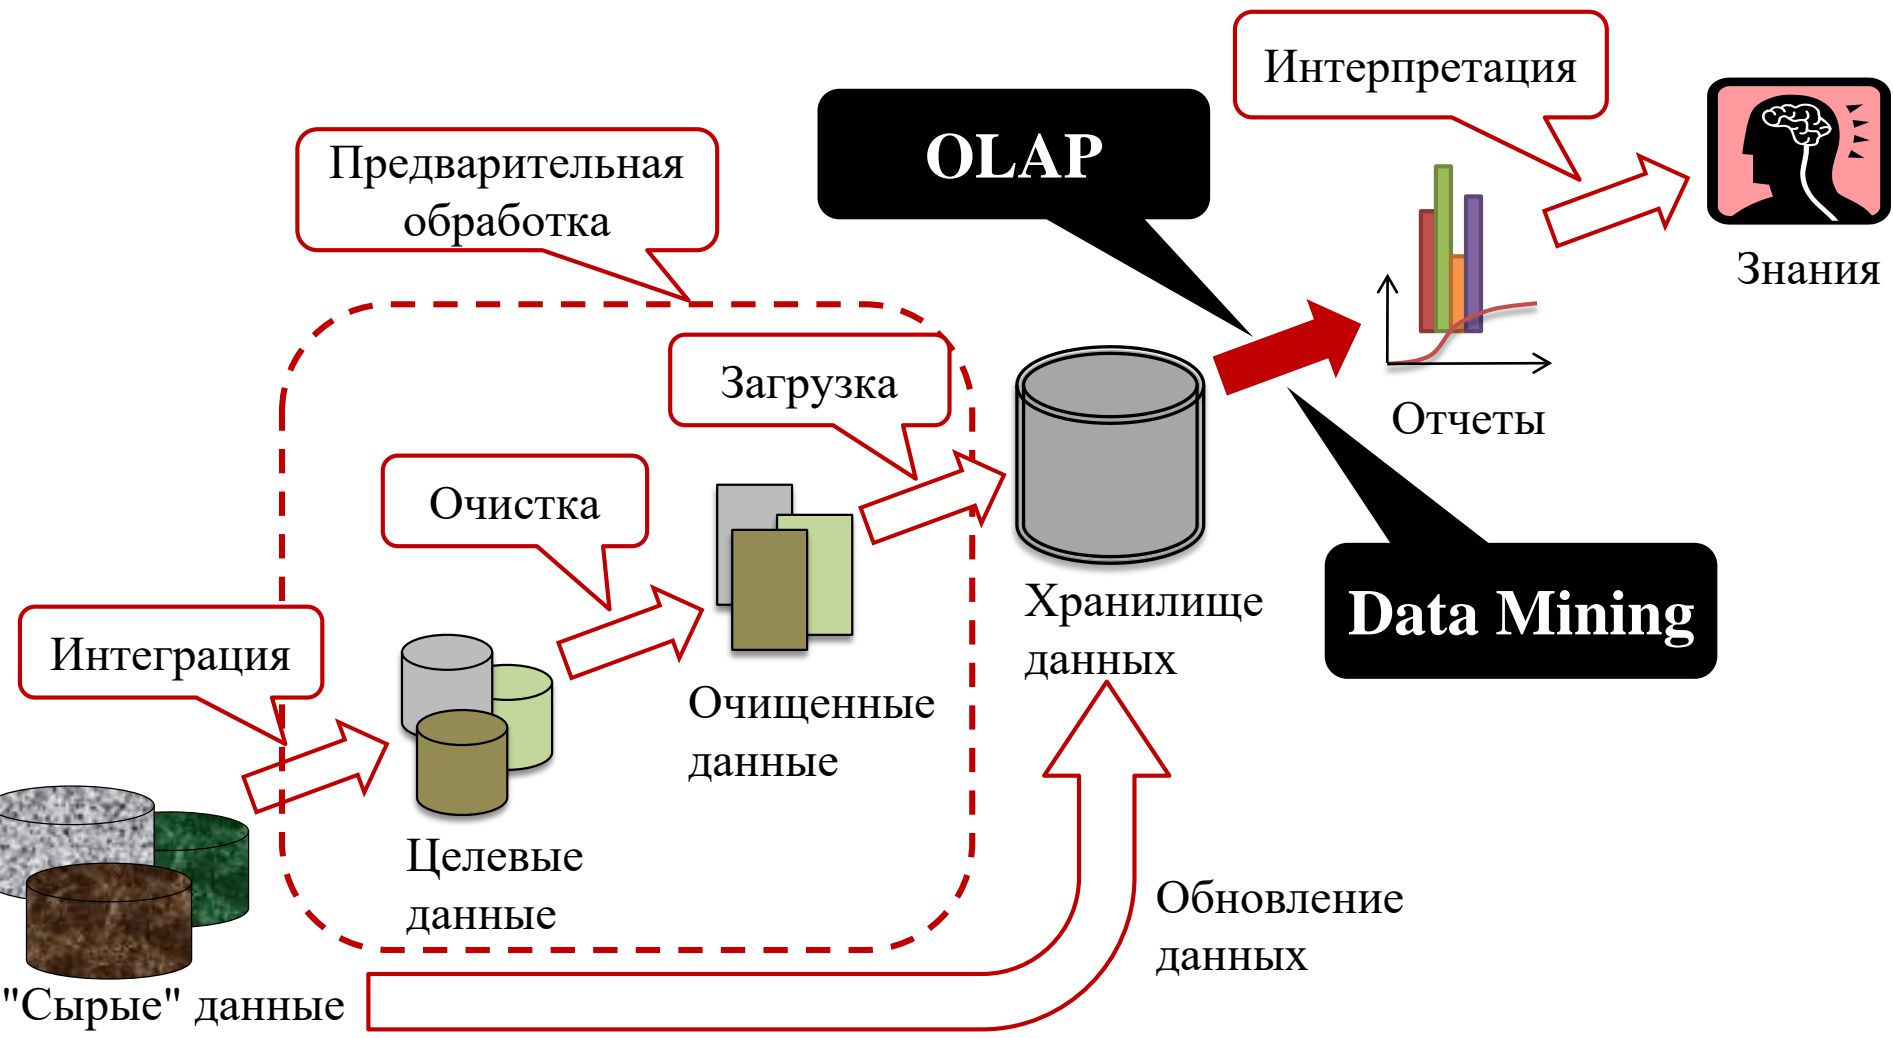 Интерпретация
OLAP
Предварительная
обработка
Знания
Загрузка
Отчеты
Очистка
Хранилище
данных
Data Mining
Интеграция
Очищенные
данные
Целевые
данные
Обновление
данных
"Сырые" данные